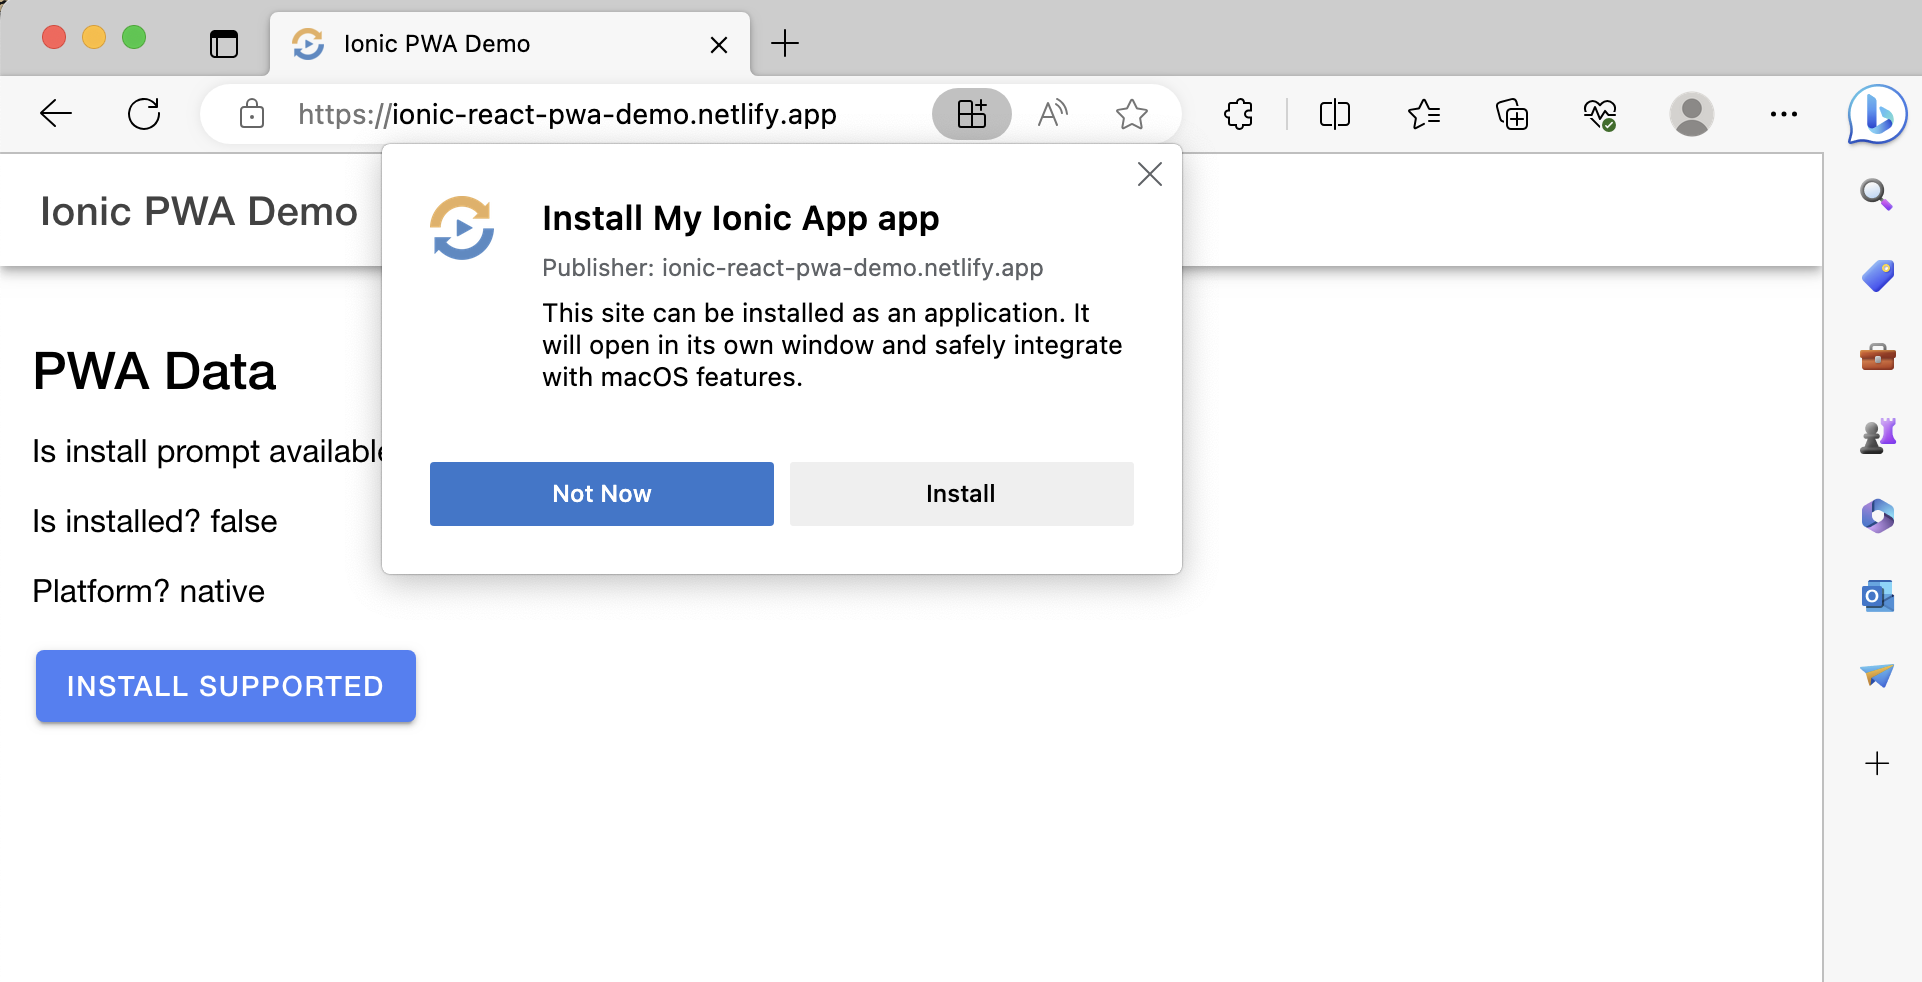 Ionic PWA Demo
https://ionic-react-pwa-demo.netlify.app
Ionic PWA Demo
Install My Ionic App app
Publisher: ionic-react-pwa-demo.netlify.app
This site can be installed as an application. It
will open in its own window and safely integrate
with macOS features.
Not Now
Install
PWA Data
Is install prompt available
Is installed? false
Platform? native
INSTALL SUPPORTED